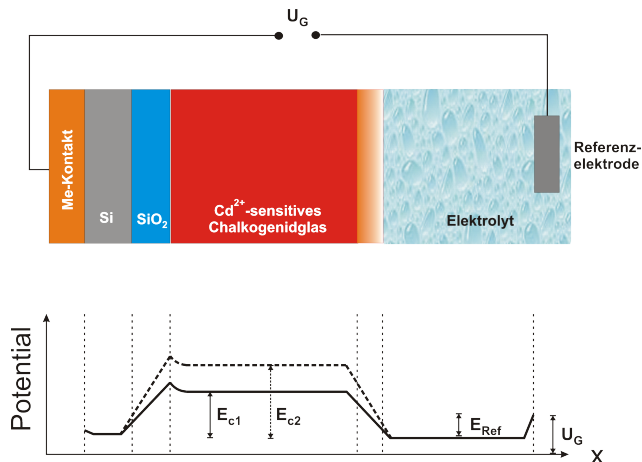 U_G
Me-Kontakt
Si
SiO₂
Cd²⁺-sensitives
Chalkogenidglas
Elektrolyt
Referenz-
elektrode
Potential
E_c1
E_c2
E_Ref
U_G
X